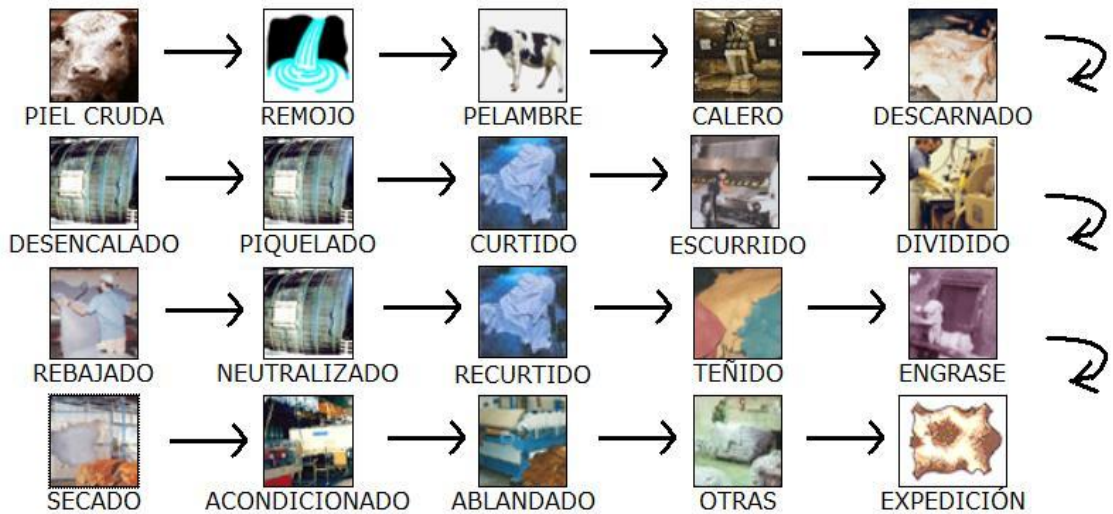 PIEL CRUDA
REMOJO
PELAMBRE
CALERO
DESCARNADO
DESENCALADO
PIQUELADO
CURTIDO
ESCURRIDO
DIVIDIDO
REBAJADO
NEUTRALIZADO
RECURTIDO
TEÑIDO
ENGRASE
SECADO
ACONDICIONADO
ABLANDADO
OTRAS
EXPEDICIÓN